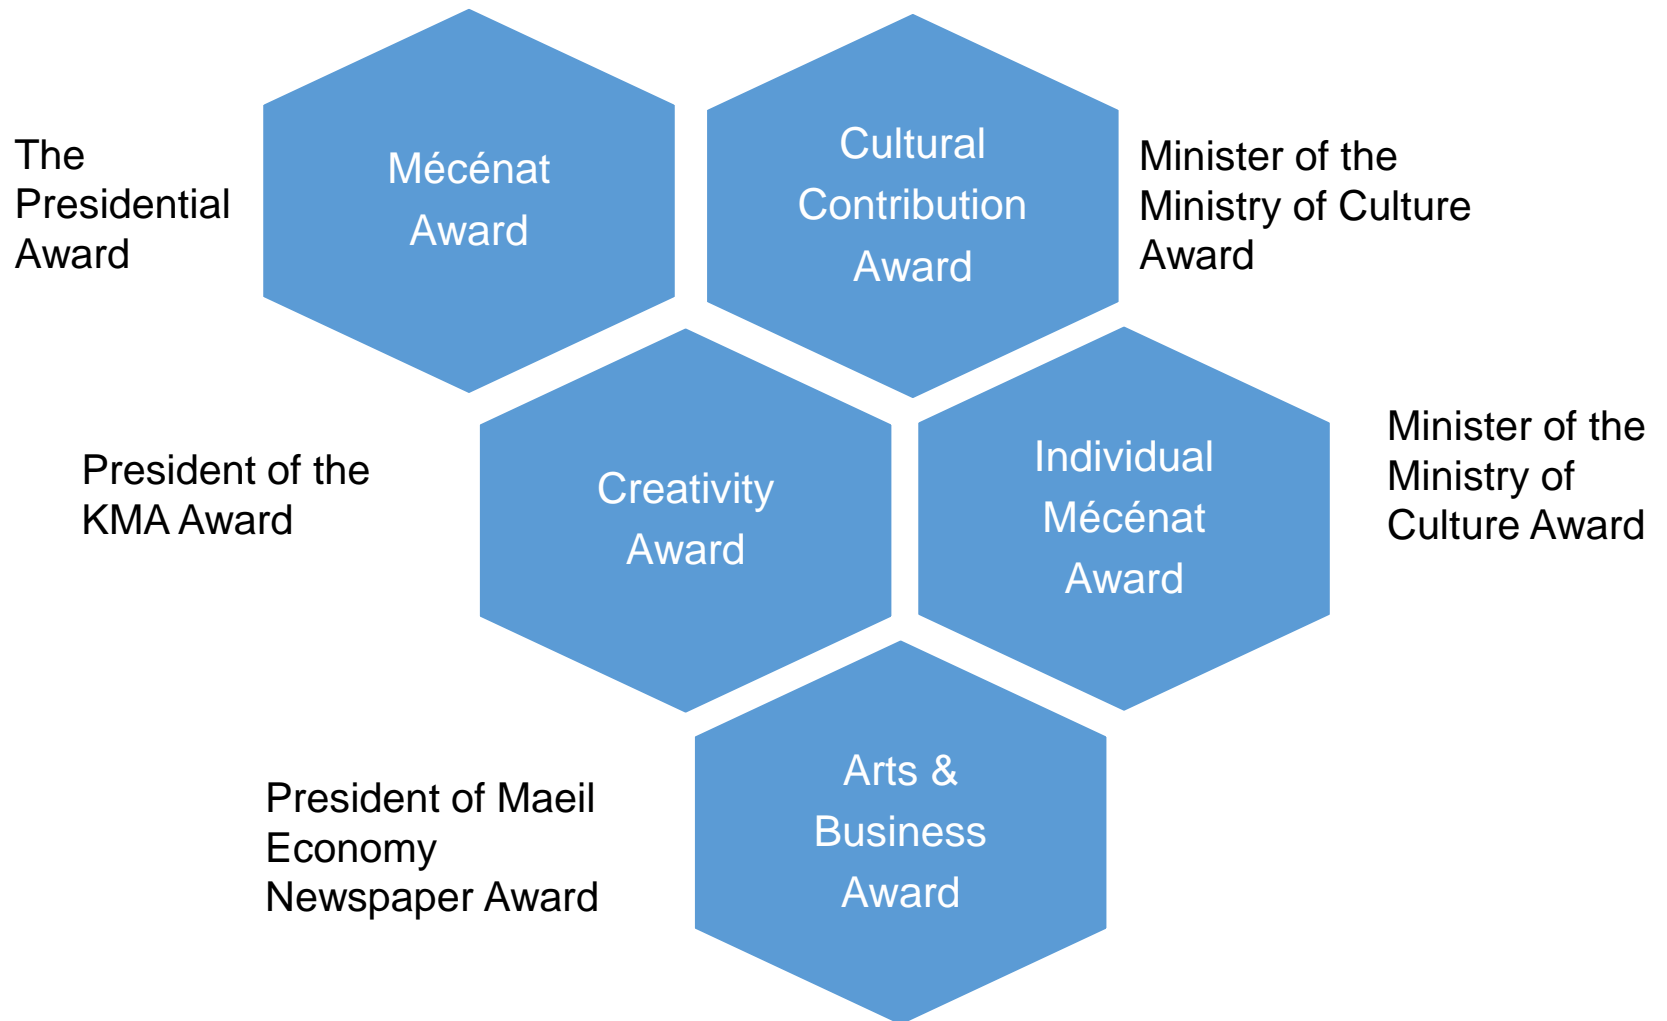 The
Presidential
Award
Mécénat
Award
Cultural
Contribution
Award
Minister of the
Ministry of Culture
Award
President of the
KMA Award
Creativity
Award
Individual
Mécénat
Award
Minister of the
Ministry of
Culture Award
President of Maeil
Economy
Newspaper Award
Arts &
Business
Award